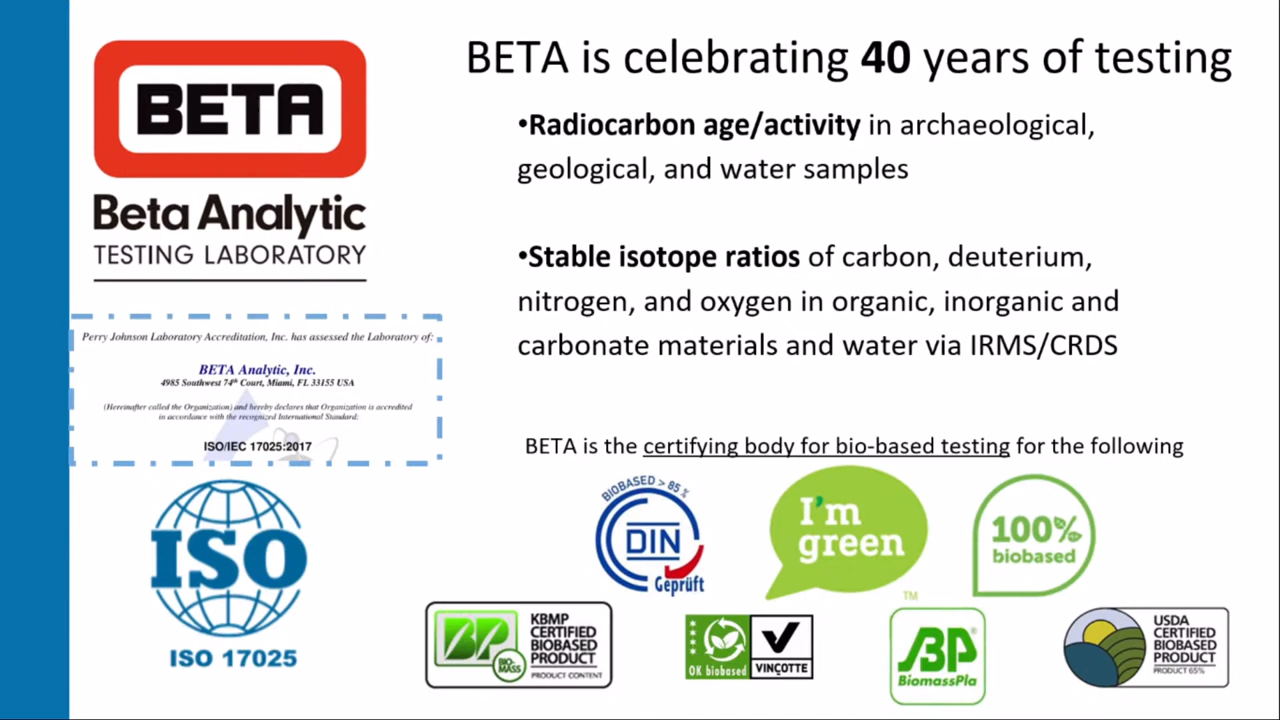 BETA
Beta Analytic
TESTING LABORATORY
BETA is celebrating 40 years of testing
•Radiocarbon age/activity in archaeological,
geological, and water samples
•Stable isotope ratios of carbon, deuterium,
nitrogen, and oxygen in organic, inorganic and
carbonate materials and water via IRMS/CRDS
Perry Johnson Laboratory Accreditation, Inc. has assessed the Laboratory of:
BETA Analytic, Inc.
4985 Southwest 74th Court, Miami, FL 33155 USA
(Hereinafter called the Organization) and hereby declares that Organization is accredited
in accordance with the recognized International Standard:
ISO/IEC 17025:2017
ISO
ISO 17025
BETA is the certifying body for bio-based testing for the following
BIOBASED > 85 %
DIN
Geprüft
I'm
green
TM
100%
biobased
BP
BIO-
MASS
KBMP
CERTIFIED
BIOBASED
PRODUCT
PRODUCT CONTENT
OK biobased
VINÇOTTE
BP
®
BiomassPla
USDA
CERTIFIED
BIOBASED
PRODUCT
PRODUCT 65%